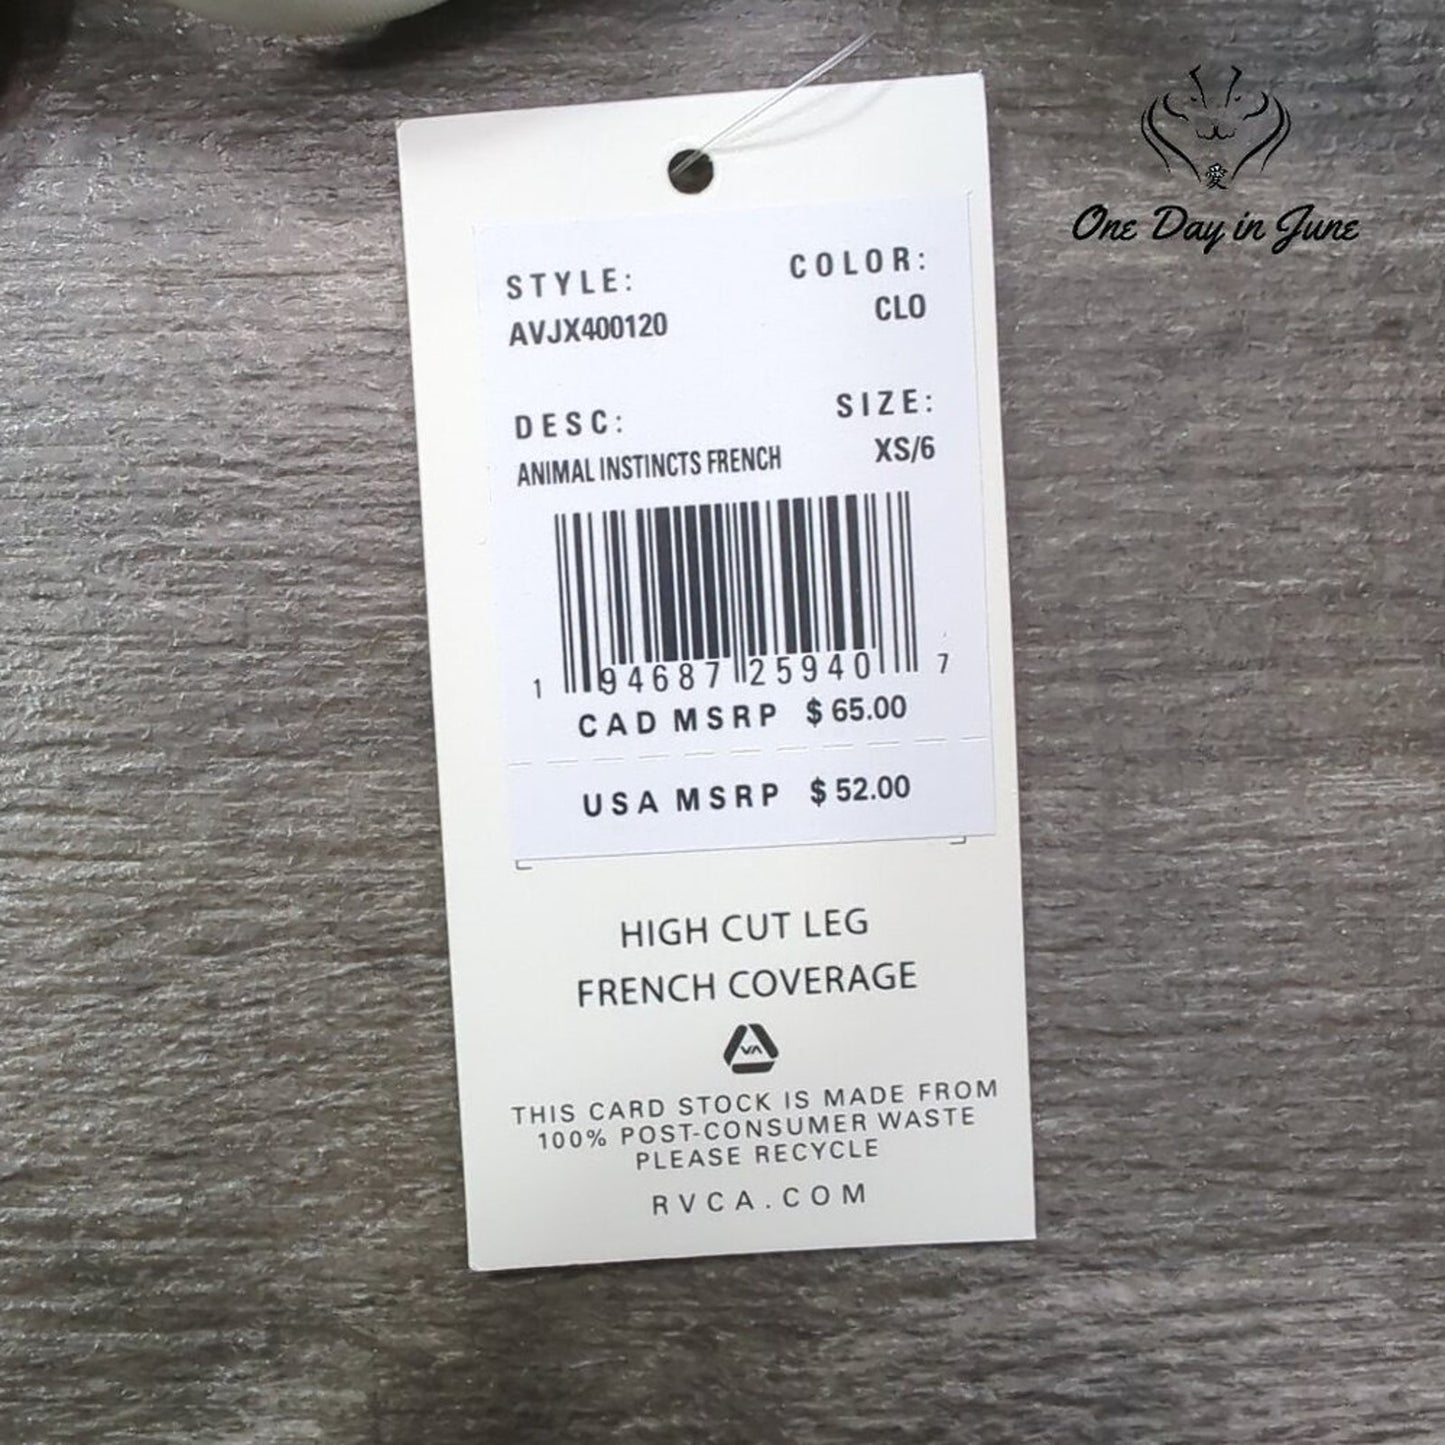 愛
One Day in June
STYLE:
AVJX400120
COLOR:
CLO
DESC:
ANIMAL INSTINCTS FRENCH
SIZE:
XS/6
1 94687 25940 7
CAD MSRP $ 65.00
USA MSRP $ 52.00
HIGH CUT LEG
FRENCH COVERAGE
VA
THIS CARD STOCK IS MADE FROM
100% POST-CONSUMER WASTE
PLEASE RECYCLE
RVCA.COM